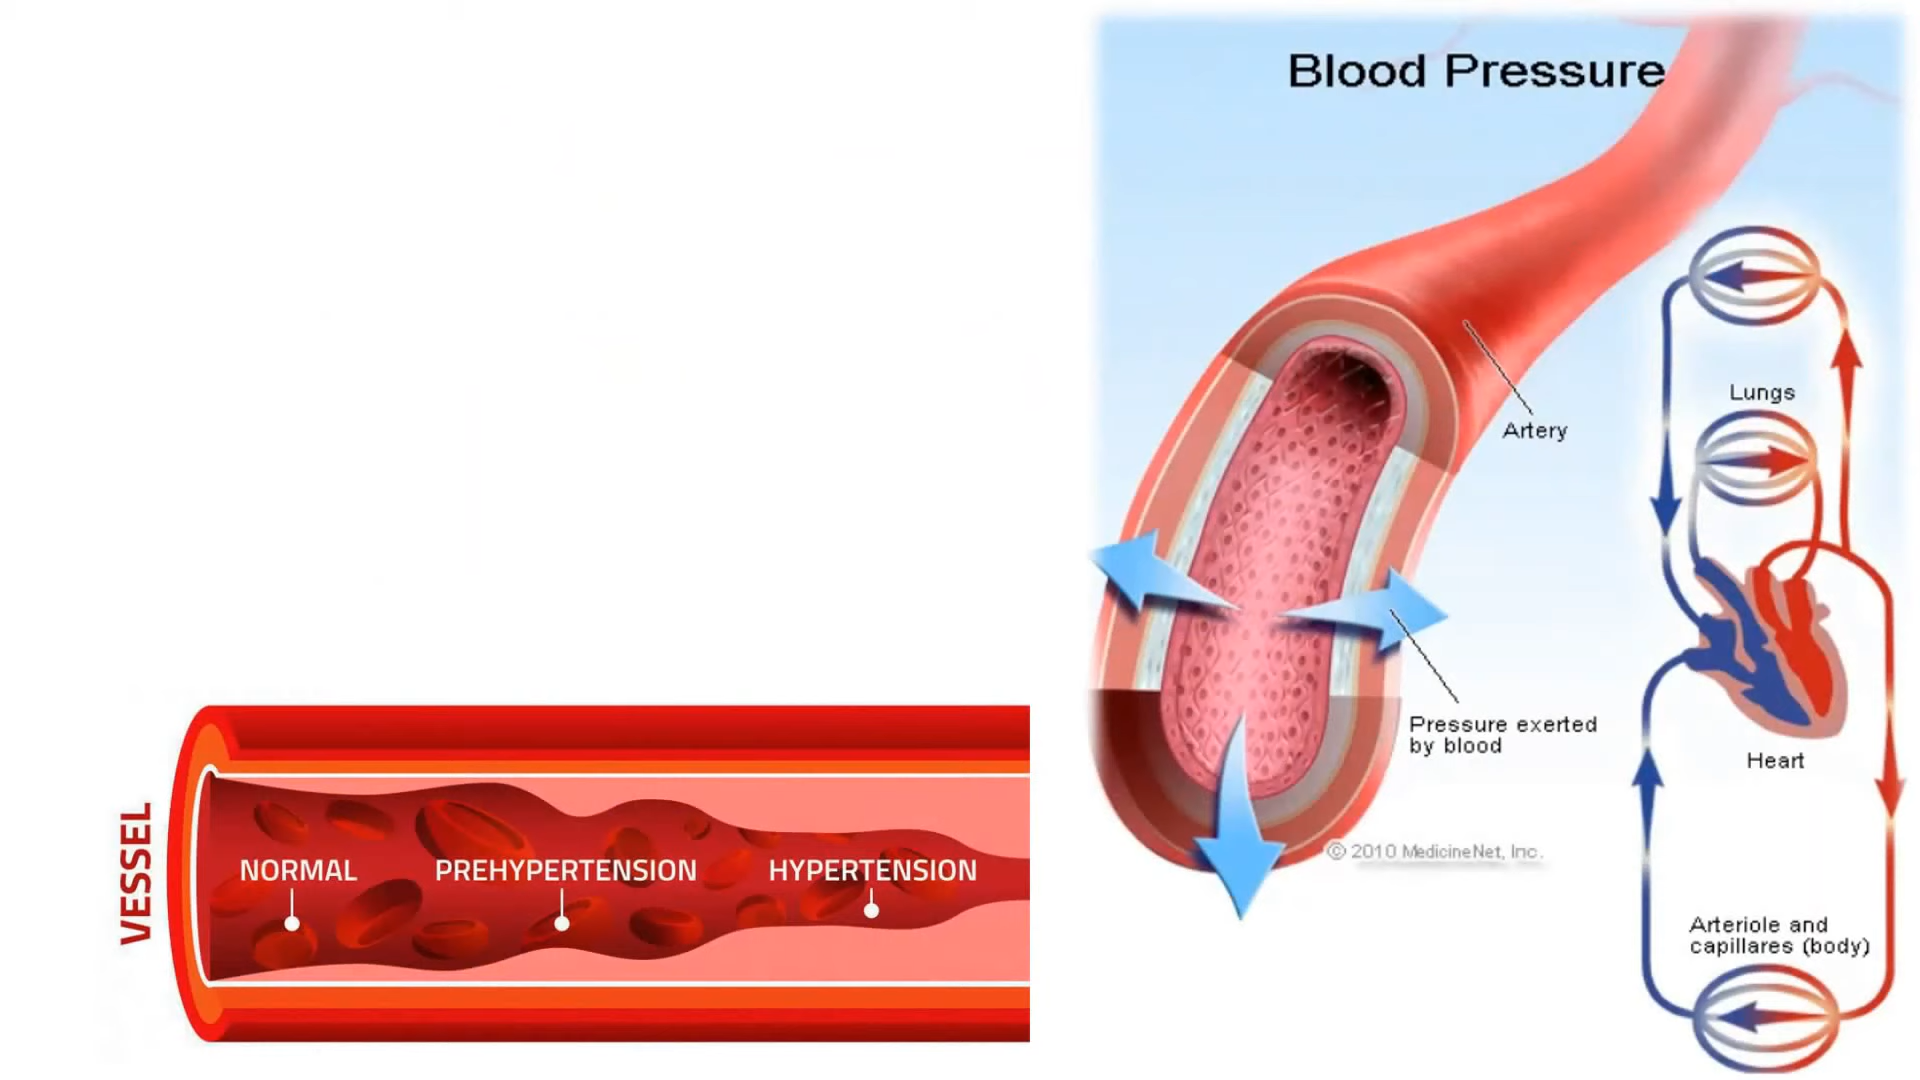 Blood Pressure
Lungs
Artery
Pressure exerted
by blood
Heart
© 2010 MedicineNet, Inc.
Arteriole and
capillares (body)
VESSEL
NORMAL
PREHYPERTENSION
HYPERTENSION